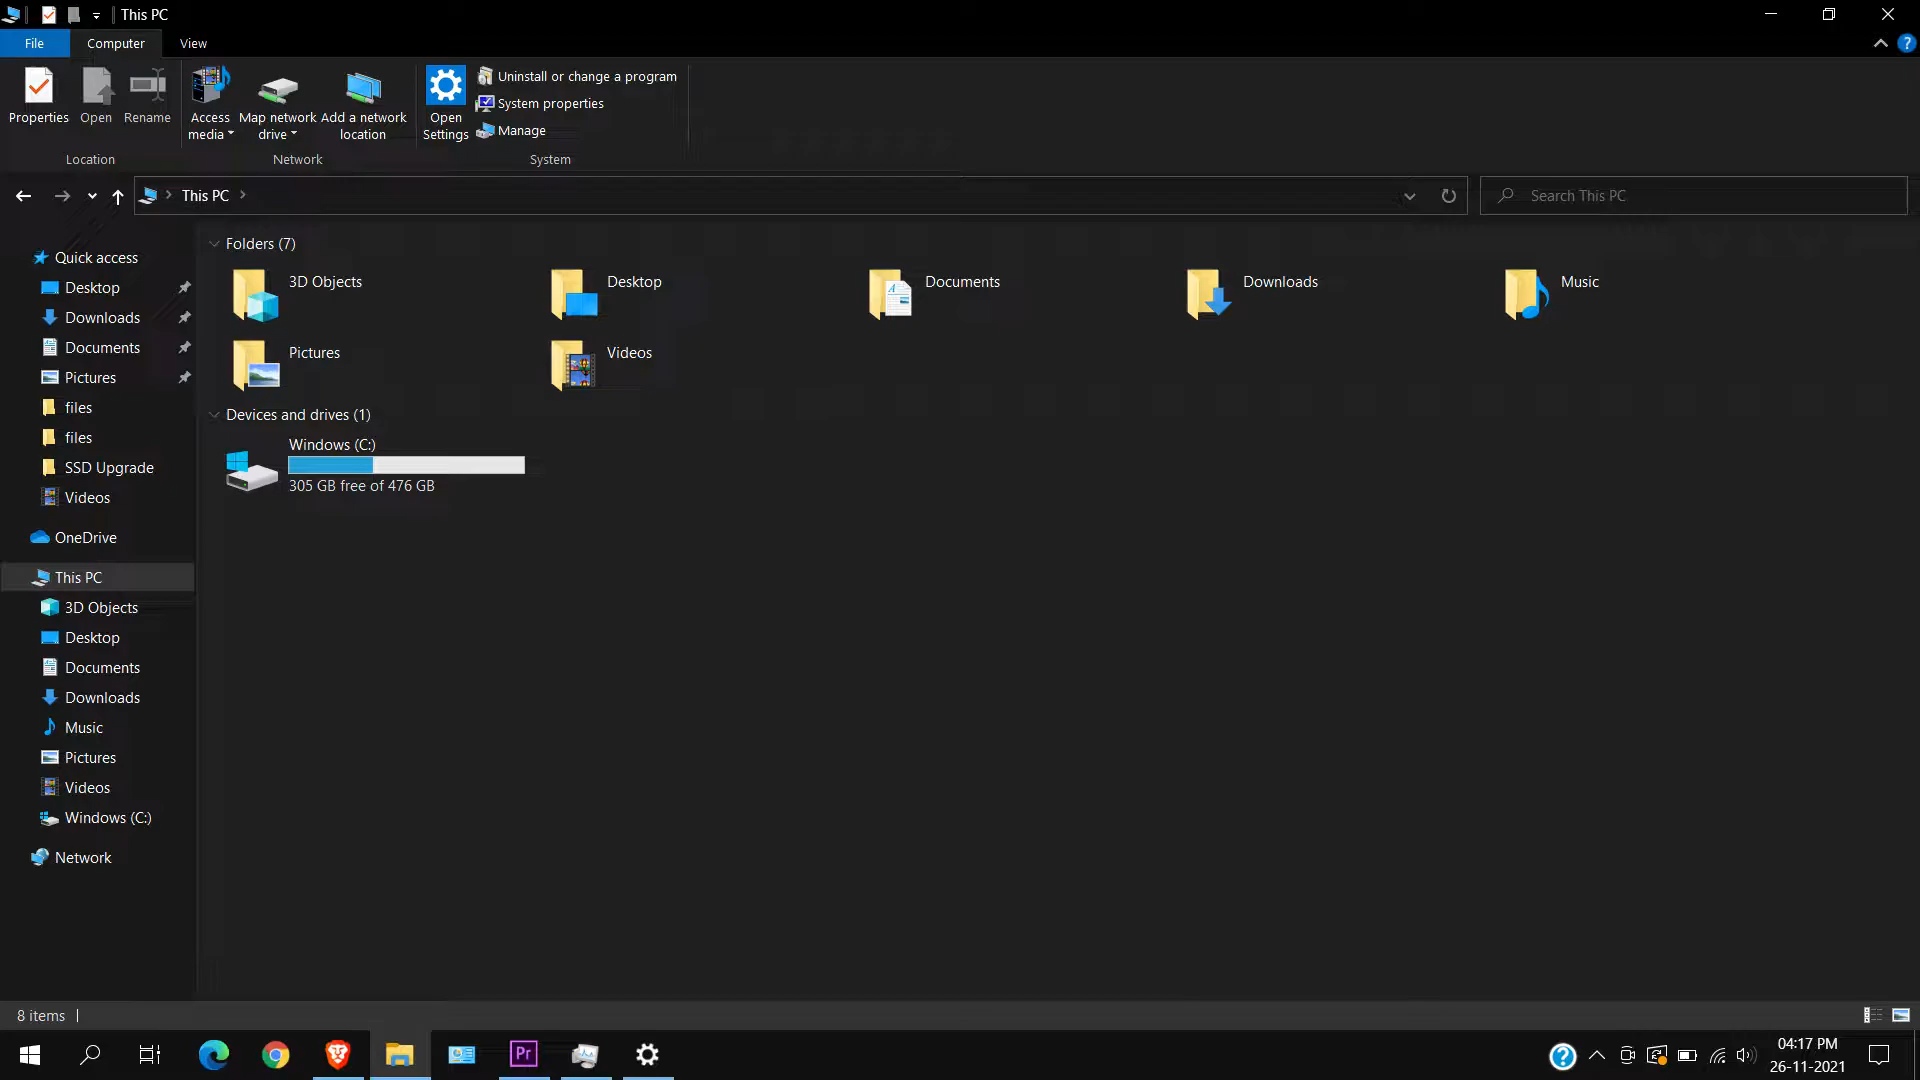 This PC
File
Computer
View
Properties
Open
Rename
Access
media
Map network
drive
Add a network
location
Open
Settings
Uninstall or change a program
System properties
Manage
Location
Network
System
This PC
Search This PC
Quick access
Desktop
Downloads
Documents
Pictures
files
files
SSD Upgrade
Videos
OneDrive
This PC
3D Objects
Desktop
Documents
Downloads
Music
Pictures
Videos
Windows (C:)
Network
Folders (7)
3D Objects
Desktop
Documents
Downloads
Music
Pictures
Videos
Devices and drives (1)
Windows (C:)
305 GB free of 476 GB
8 items
Pr
04:17 PM
26-11-2021